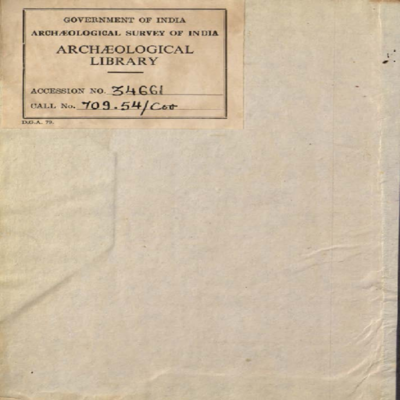 GOVERNMENT OF INDIA
ARCHÆOLOGICAL SURVEY OF INDIA
ARCHÆOLOGICAL
LIBRARY
ACCESSION NO. 34661
CALL No. 709.54/Coo
D.G.A. 79.